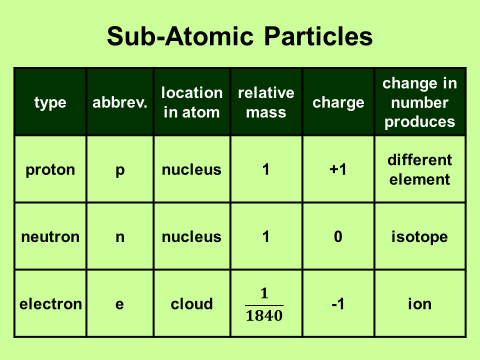 Sub-Atomic Particles
type abbrev. location in atom relative mass charge change in number produces
proton p nucleus 1 +1 different element
neutron n nucleus 1 0 isotope
electron e cloud 1/1840 -1 ion